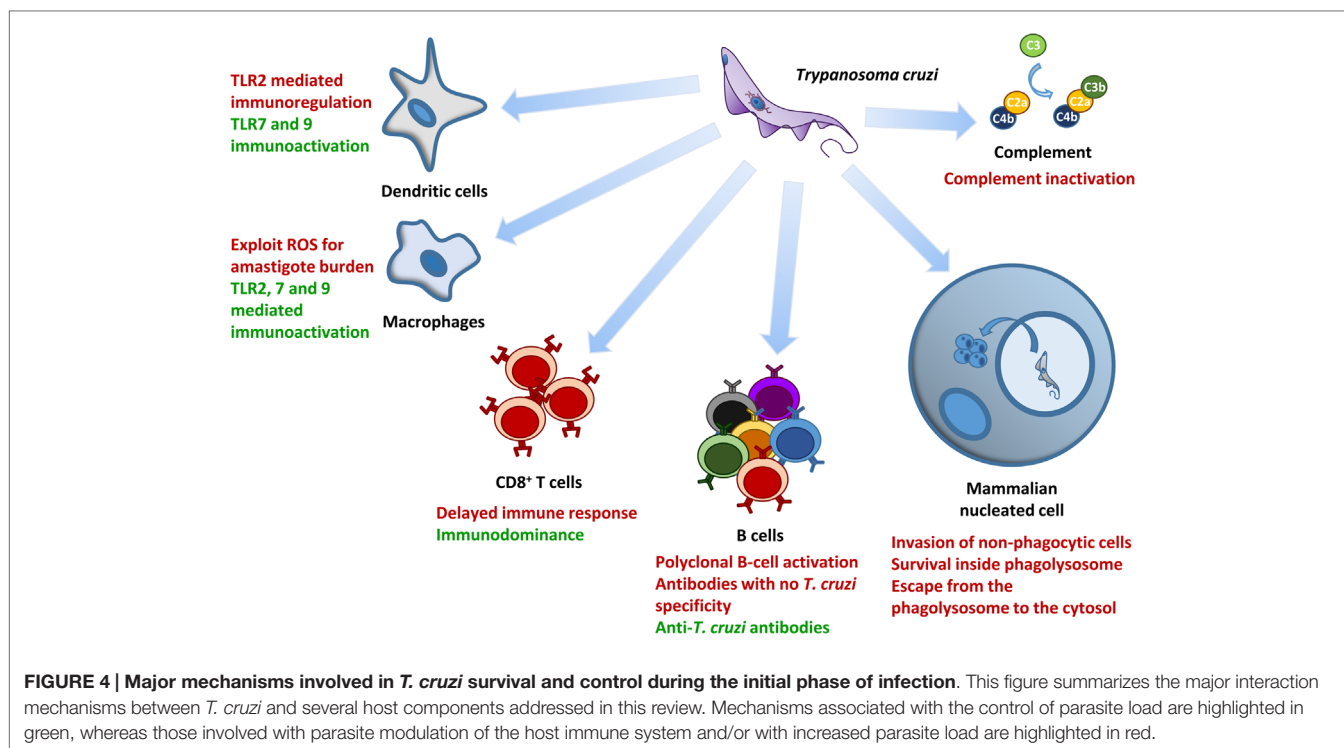 TLR2 mediated
immunoregulation
TLR7 and 9
immunoactivation
Dendritic cells
Trypanosoma cruzi
C3
C3b
C2a
C2a
C4b
C4b
Complement
Complement inactivation
Exploit ROS for
amastigote burden
TLR2, 7 and 9
mediated
immunoactivation
Macrophages
CD8⁺ T cells
Delayed immune response
Immunodominance
B cells
Polyclonal B-cell activation
Antibodies with no T. cruzi
specificity
Anti-T. cruzi antibodies
Mammalian
nucleated cell
Invasion of non-phagocytic cells
Survival inside phagolysosome
Escape from the
phagolysosome to the cytosol
FIGURE 4 | Major mechanisms involved in T. cruzi survival and control during the initial phase of infection. This figure summarizes the major interaction
mechanisms between T. cruzi and several host components addressed in this review. Mechanisms associated with the control of parasite load are highlighted in
green, whereas those involved with parasite modulation of the host immune system and/or with increased parasite load are highlighted in red.